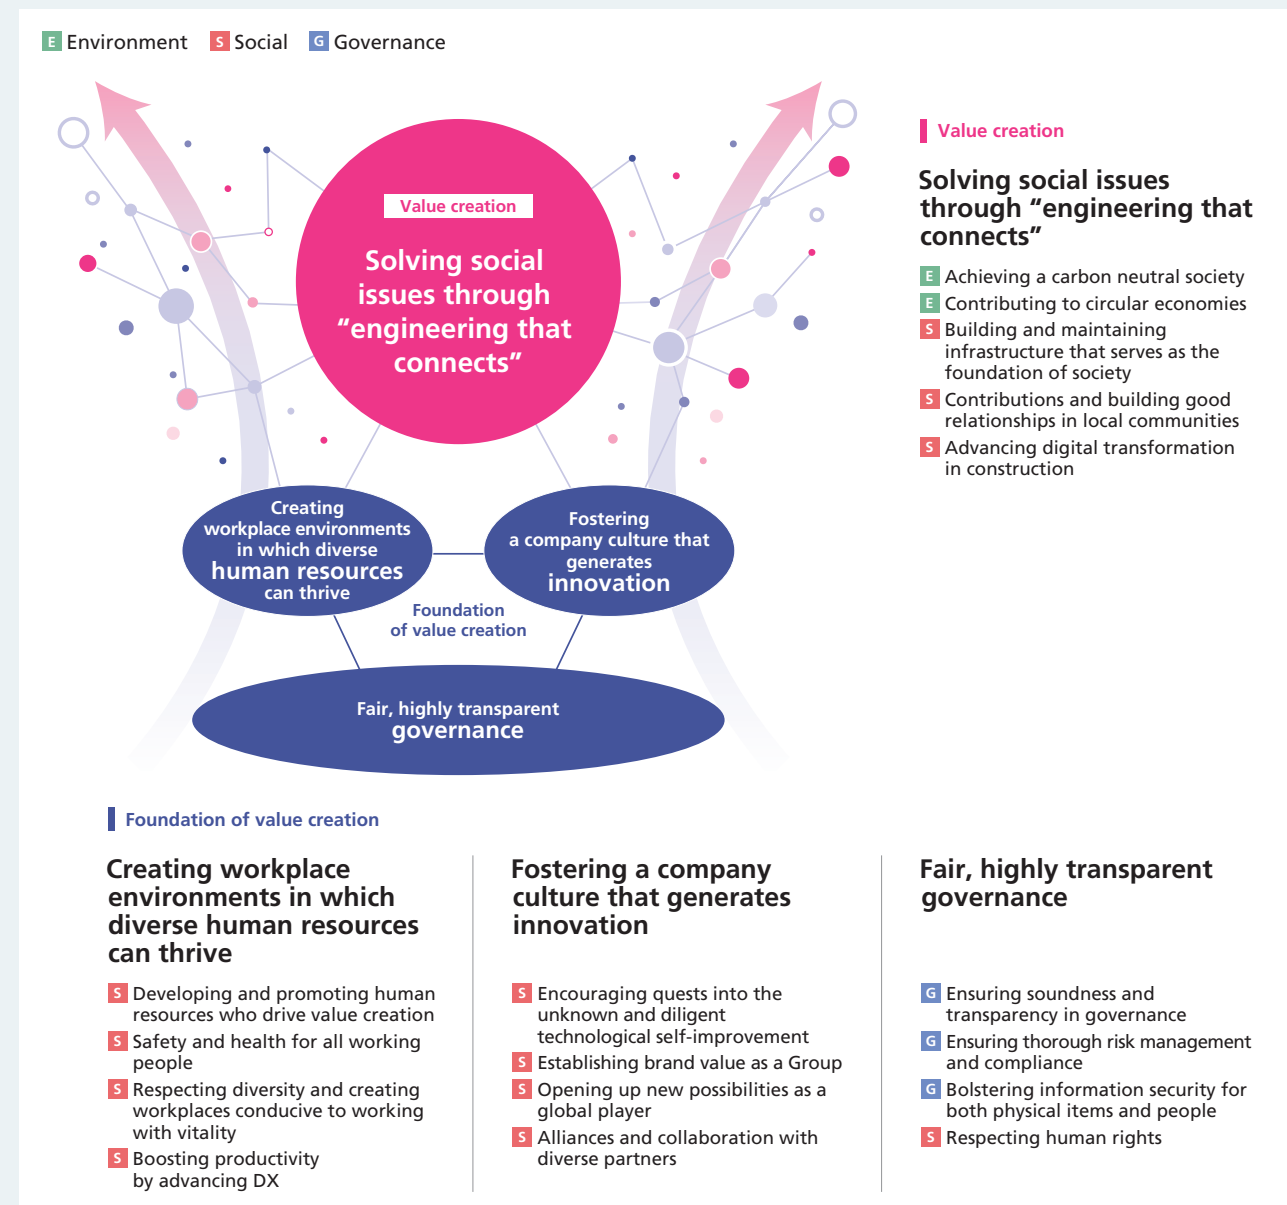 E Environment S Social G Governance
Value creation
Solving social
issues through
“engineering that
connects”
Creating
workplace environments
in which diverse
human resources
can thrive
Fostering
a company culture that
generates
innovation
Foundation
of value creation
Fair, highly transparent
governance
Value creation
Solving social issues
through “engineering that
connects”
E Achieving a carbon neutral society
E Contributing to circular economies
S Building and maintaining
infrastructure that serves as the
foundation of society
S Contributions and building good
relationships in local communities
S Advancing digital transformation
in construction
Foundation of value creation
Creating workplace
environments in which
diverse human resources
can thrive
S Developing and promoting human
resources who drive value creation
S Safety and health for all working
people
S Respecting diversity and creating
workplaces conducive to working
with vitality
S Boosting productivity
by advancing DX
Fostering a company
culture that generates
innovation
S Encouraging quests into the
unknown and diligent
technological self-improvement
S Establishing brand value as a Group
S Opening up new possibilities as a
global player
S Alliances and collaboration with
diverse partners
Fair, highly transparent
governance
G Ensuring soundness and
transparency in governance
G Ensuring thorough risk management
and compliance
G Bolstering information security for
both physical items and people
S Respecting human rights